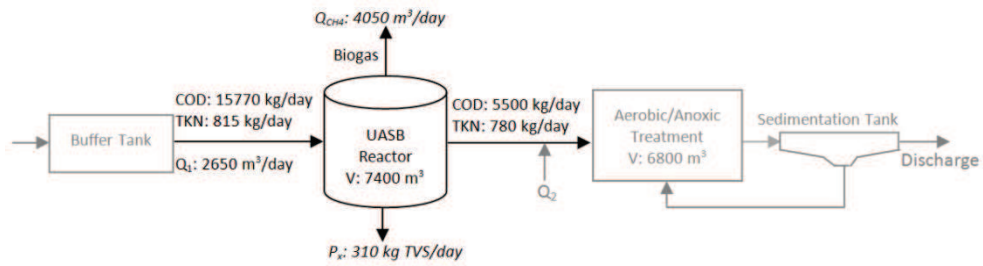 Q_CH4: 4050 m³/day
Biogas
COD: 15770 kg/day
TKN: 815 kg/day
Q₁: 2650 m³/day
Buffer Tank
UASB
Reactor
V: 7400 m³
COD: 5500 kg/day
TKN: 780 kg/day
Q₂
Aerobic/Anoxic
Treatment
V: 6800 m³
Sedimentation Tank
Discharge
Pₓ: 310 kg TVS/day